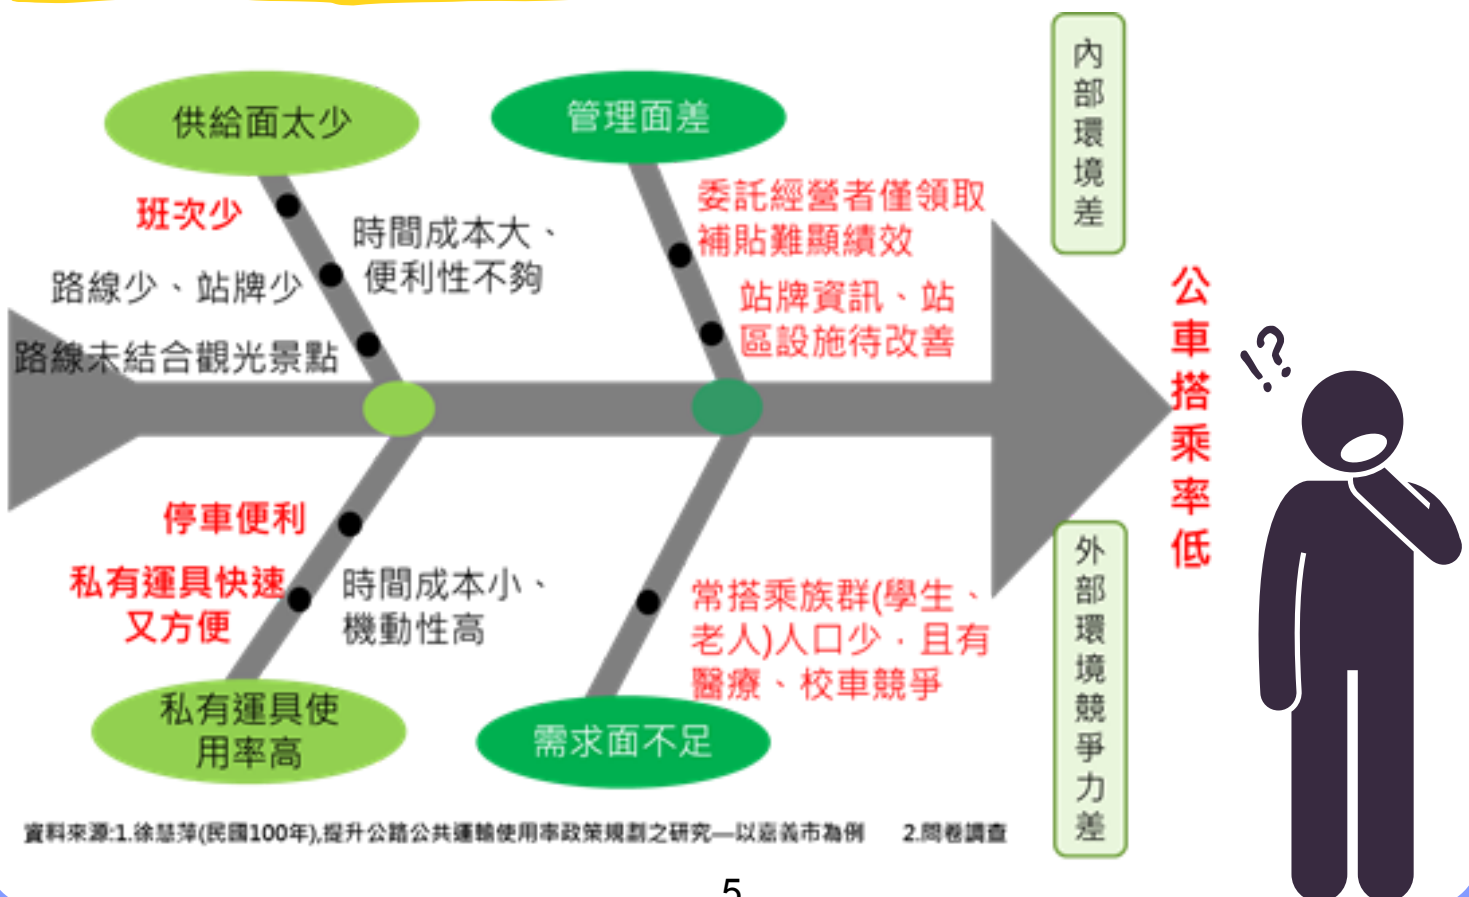 供給面太少
管理面差
內部環境差
班次少
時間成本大、
便利性不夠
路線少、站牌少
路線未結合觀光景點
委託經營者僅領取
補貼難顯績效
站牌資訊、站
區設施待改善
公車搭乘率低
!?
停車便利
私有運具快速
又方便
時間成本小、
機動性高
常搭乘族群(學生、
老人)人口少，且有
醫療、校車競爭
私有運具使
用率高
需求面不足
外部環境競爭力差
資料來源:1.徐慧萍(民國100年),提升公路公共運輸使用率政策規劃之研究—以嘉義市為例
2.問卷調查
5